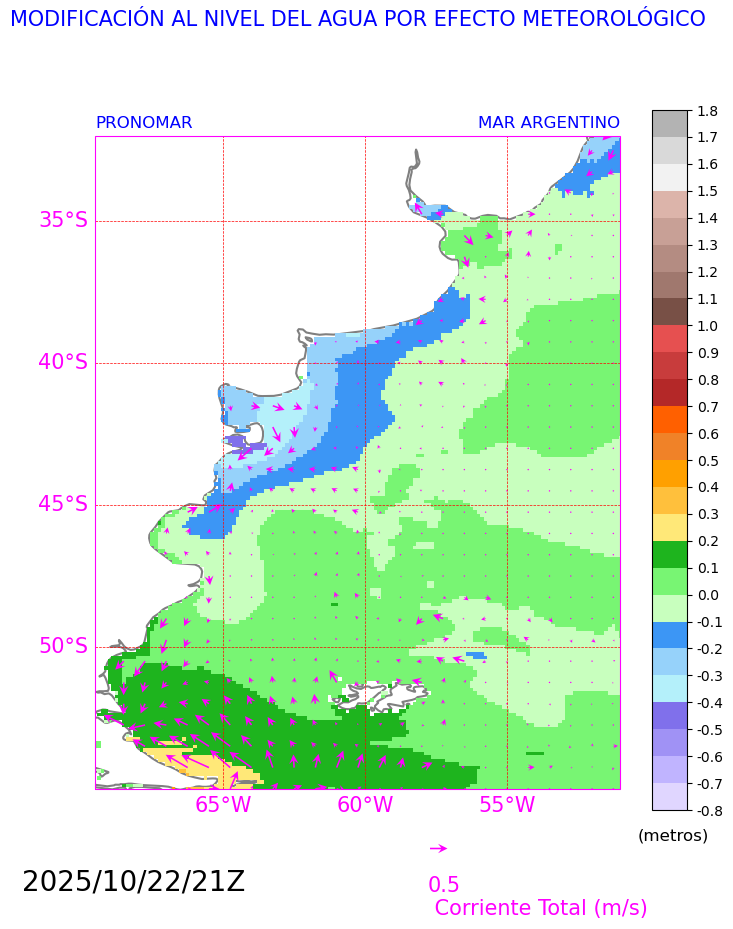 MODIFICACIÓN AL NIVEL DEL AGUA POR EFECTO METEOROLÓGICO
PRONOMAR MAR ARGENTINO
1.8
1.7
1.6
1.5
1.4
1.3
1.2
1.1
1.0
0.9
0.8
0.7
0.6
0.5
0.4
0.3
0.2
0.1
0.0
-0.1
-0.2
-0.3
-0.4
-0.5
-0.6
-0.7
-0.8
(metros)
35°S
40°S
45°S
50°S
65°W 60°W 55°W
2025/10/22/21Z
0.5
Corriente Total (m/s)